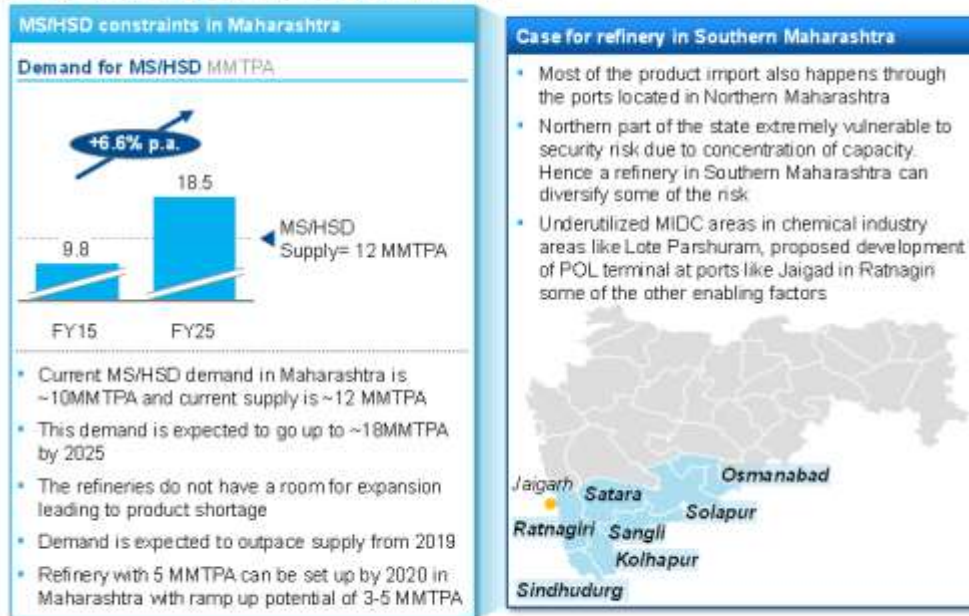 MS/HSD constraints in Maharashtra
Demand for MS/HSD MMTPA
+6.6% p.a.
18.5
9.8
MS/HSD
Supply= 12 MMTPA
FY15
FY25
• Current MS/HSD demand in Maharashtra is
~10MMTPA and current supply is ~12 MMTPA
• This demand is expected to go up to ~18MMTPA
by 2025
• The refineries do not have a room for expansion
leading to product shortage
• Demand is expected to outpace supply from 2019
• Refinery with 5 MMTPA can be set up by 2020 in
Maharashtra with ramp up potential of 3-5 MMTPA
Case for refinery in Southern Maharashtra
• Most of the product import also happens through
the ports located in Northern Maharashtra
• Northern part of the state extremely vulnerable to
security risk due to concentration of capacity.
Hence a refinery in Southern Maharashtra can
diversify some of the risk
• Underutilized MIDC areas in chemical industry
areas like Lote Parshuram, proposed development
of POL terminal at ports like Jaigad in Ratnagiri
some of the other enabling factors
Osmanabad
Jaigarh
Satara
Solapur
Ratnagiri
Sangli
Kolhapur
Sindhudurg